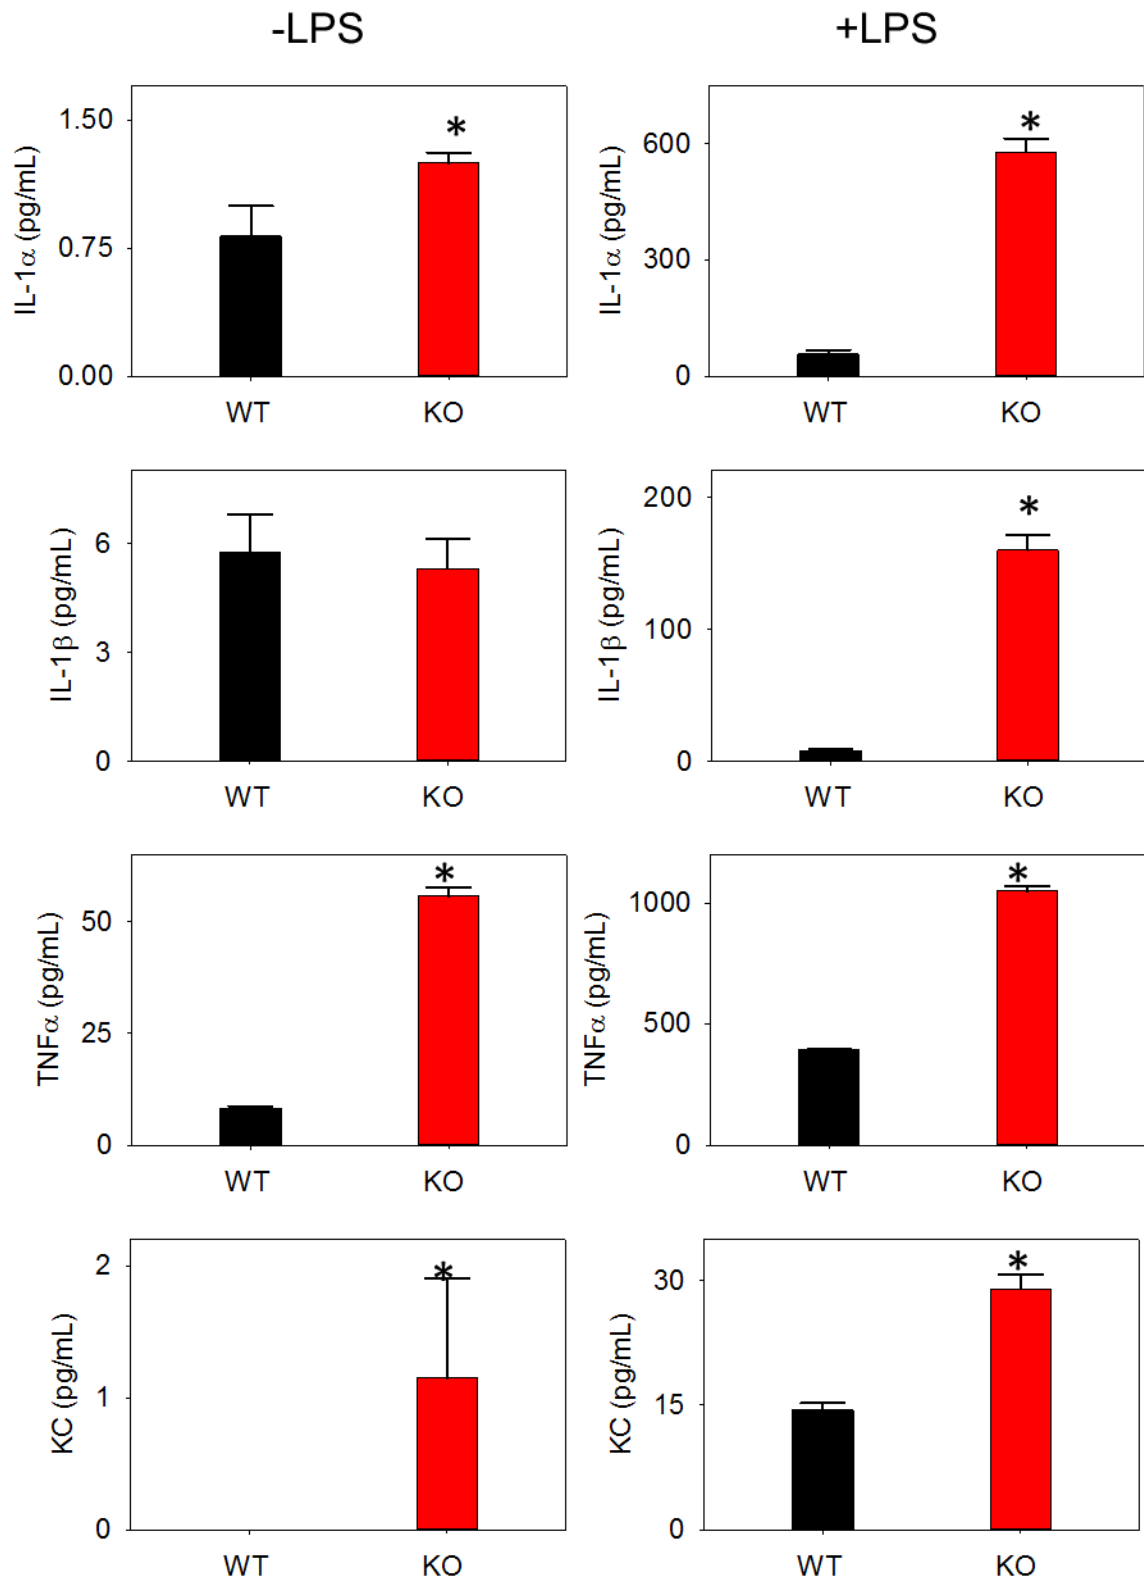 -LPS
+LPS
IL-1α (pg/mL)
1.50
0.75
0.00
*
WT
KO
IL-1α (pg/mL)
600
300
0
*
WT
KO
IL-1β (pg/mL)
6
3
0
WT
KO
IL-1β (pg/mL)
200
100
0
*
WT
KO
TNFα (pg/mL)
50
25
0
*
WT
KO
TNFα (pg/mL)
1000
500
0
*
WT
KO
KC (pg/mL)
2
1
0
*
WT
KO
KC (pg/mL)
30
15
0
*
WT
KO